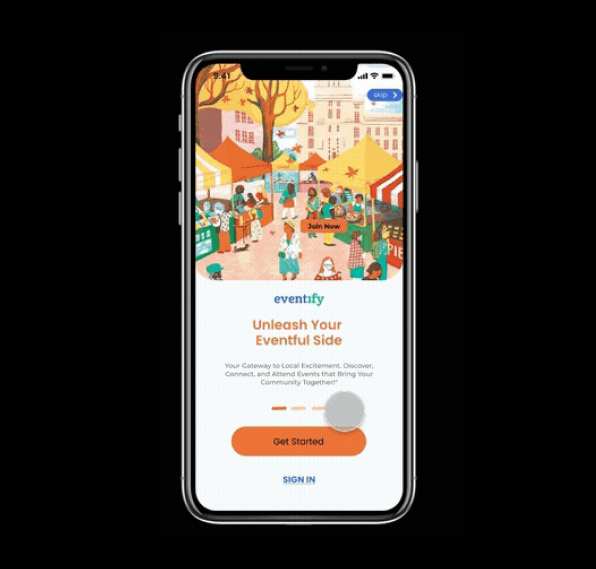 9:41
skip
Join Now
PIE
eventify
Unleash Your
Eventful Side
Your Gateway to Local Excitement. Discover,
Connect, and Attend Events that Bring Your
Community Together!"
Get Started
SIGN IN